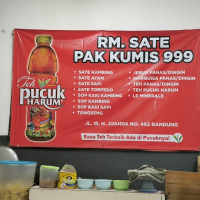 RM. SATE
PAK KUMIS 999
Teh
pucuk
HARUM
• SATE KAMBING
• SATE AYAM
• SATE SAPI
• SATE TORPEDO
• SOP KAKI KAMBING
• SOP KAMBING
• SOP KAKI SAPI
• TONGSENG
• JERUK PANAS/DINGIN
• PANAS/DINGIN
• TEH PANAS/DINGIN
• TEH PUCUK HARUM
• LE MINERALE
JL. IR. H. JUANDA NO. 462 BANDUNG
Rasa Teh Terbaik Ada di Pucuknya!